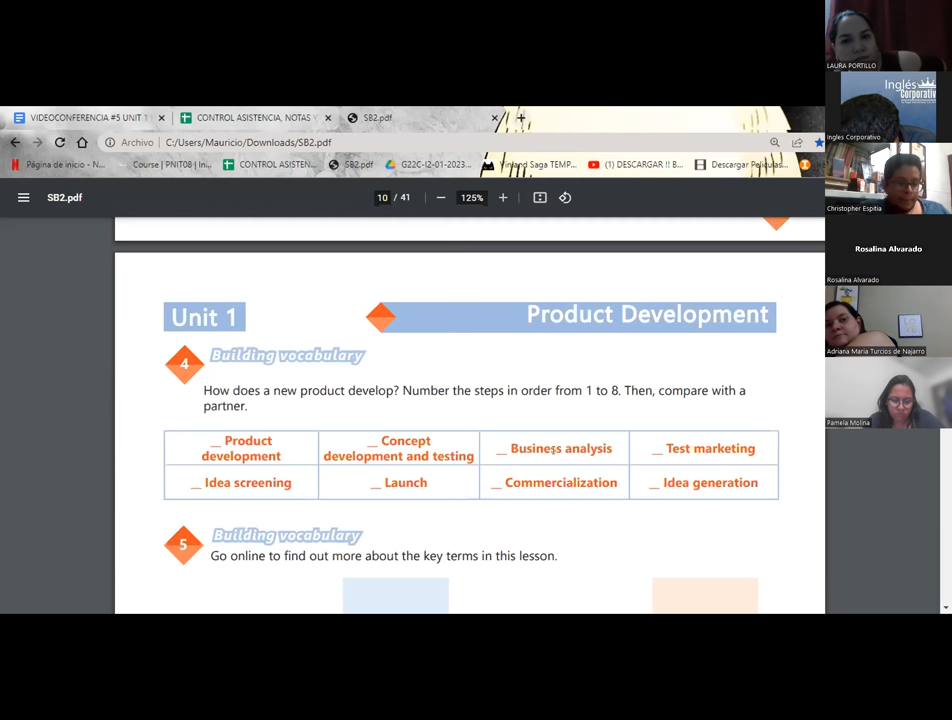 LAURA PORTILLO
Inglés
Corporativ
Ingles Corporativo
Christopher Espitia
Rosalina Alvarado
Rosalina Alvarado
Adriana Maria Turcios de Najarro
Pamela Molina
VIDEOCONFERENCIA #5 UNIT 1
CONTROL ASISTENCIA, NOTAS Y
SB2.pdf
Archivo
C:/Users/Mauricio/Downloads/SB2.pdf
Página de inicio - N...
Course | PNIT08 | In...
CONTROL ASISTEN...
SB2.pdf
G22C-I2-01-2023...
Vinland Saga TEMP...
(1) DESCARGAR !! B...
Descargar Películas...
SB2.pdf
10 / 41
125%
Unit 1
Product Development
4
Building vocabulary
How does a new product develop? Number the steps in order from 1 to 8. Then, compare with a
partner.
__ Product
development
__ Concept
development and testing
__ Business analysis
__ Test marketing
__ Idea screening
__ Launch
__ Commercialization
__ Idea generation
5
Building vocabulary
Go online to find out more about the key terms in this lesson.